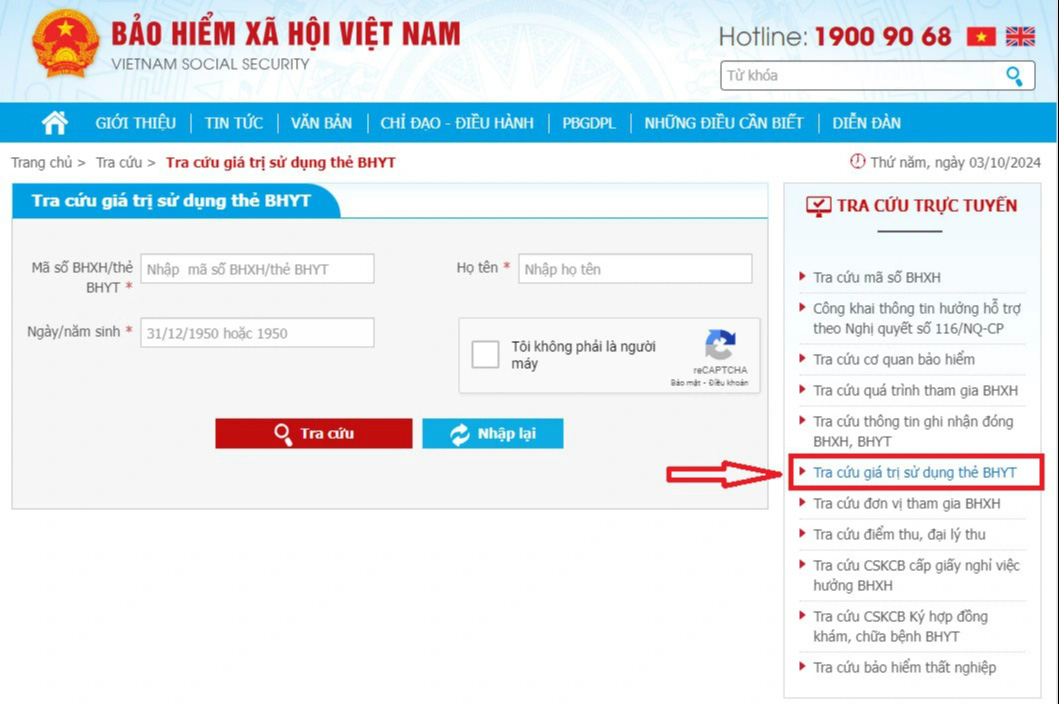 BẢO HIỂM XÃ HỘI VIỆT NAM
VIETNAM SOCIAL SECURITY
Hotline: 1900 90 68
Từ khóa
GIỚI THIỆU
TIN TỨC
VĂN BẢN
CHỈ ĐẠO - ĐIỀU HÀNH
PBGDPL
NHỮNG ĐIỀU CẦN BIẾT
DIỄN ĐÀN
Trang chủ > Tra cứu > Tra cứu giá trị sử dụng thẻ BHYT
Thứ năm, ngày 03/10/2024
Tra cứu giá trị sử dụng thẻ BHYT
Mã số BHXH/thẻ
BHYT *
Nhập mã số BHXH/thẻ BHYT
Họ tên *
Nhập họ tên
Ngày/năm sinh *
31/12/1950 hoặc 1950
Tôi không phải là người
máy
reCAPTCHA
Bảo mật - Điều khoản
Tra cứu
Nhập lại
TRA CỨU TRỰC TUYẾN
Tra cứu mã số BHXH
Công khai thông tin hưởng hỗ trợ
theo Nghị quyết số 116/NQ-CP
Tra cứu cơ quan bảo hiểm
Tra cứu quá trình tham gia BHXH
Tra cứu thông tin ghi nhận đóng
BHXH, BHYT
Tra cứu giá trị sử dụng thẻ BHYT
Tra cứu đơn vị tham gia BHXH
Tra cứu điểm thu, đại lý thu
Tra cứu CSKCB cấp giấy nghỉ việc
hưởng BHXH
Tra cứu CSKCB Ký hợp đồng
khám, chữa bệnh BHYT
Tra cứu bảo hiểm thất nghiệp